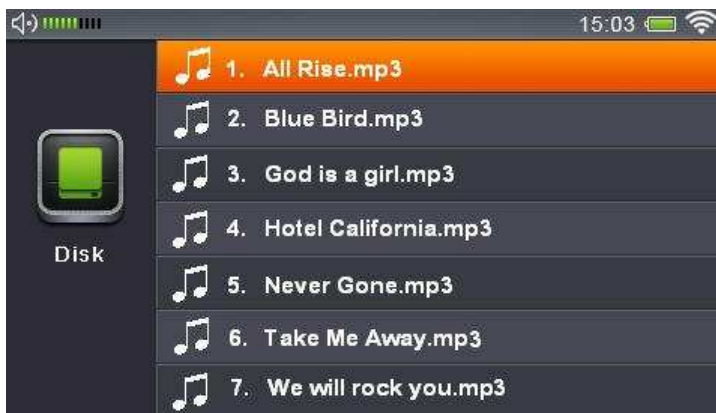 15:03
1. All Rise.mp3
2. Blue Bird.mp3
3. God is a girl.mp3
4. Hotel California.mp3
5. Never Gone.mp3
6. Take Me Away.mp3
7. We will rock you.mp3
Disk